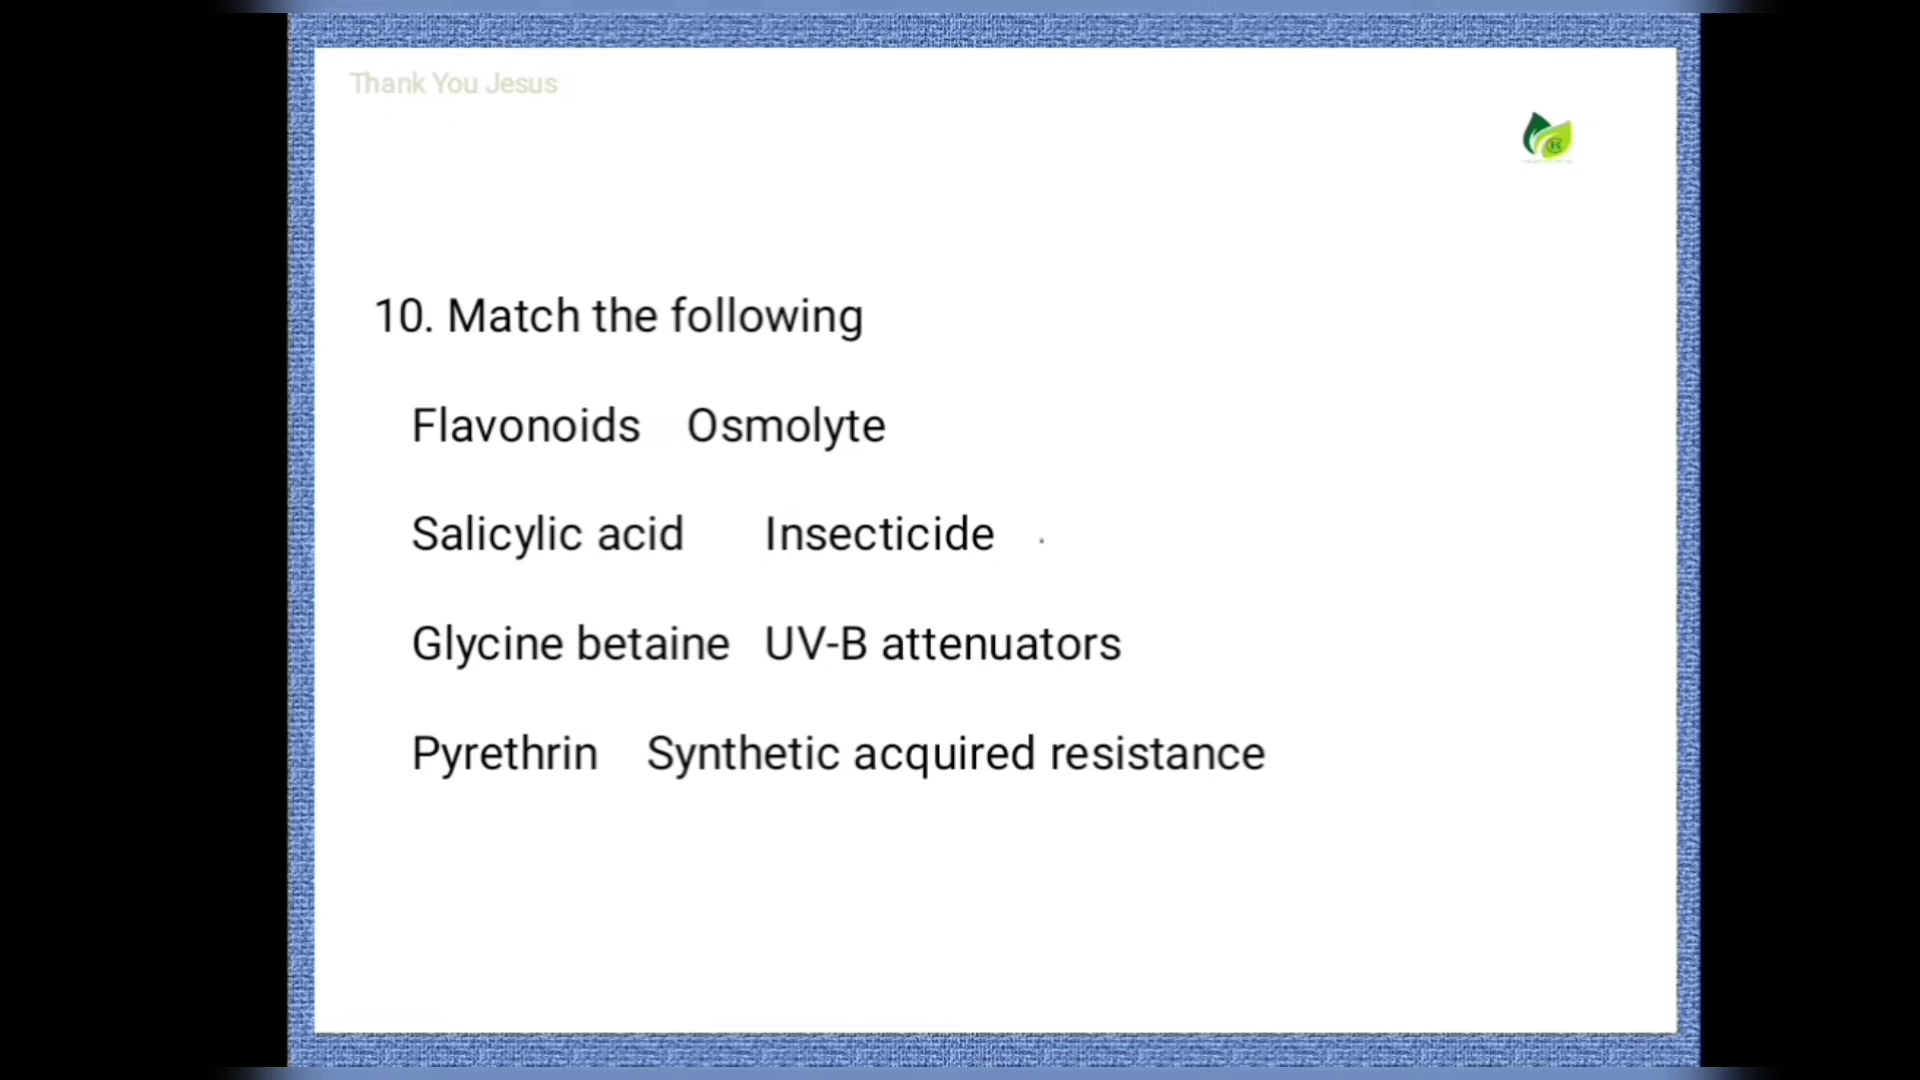 Thank You Jesus
10. Match the following
Flavonoids Osmolyte
Salicylic acid Insecticide
Glycine betaine UV-B attenuators
Pyrethrin Synthetic acquired resistance